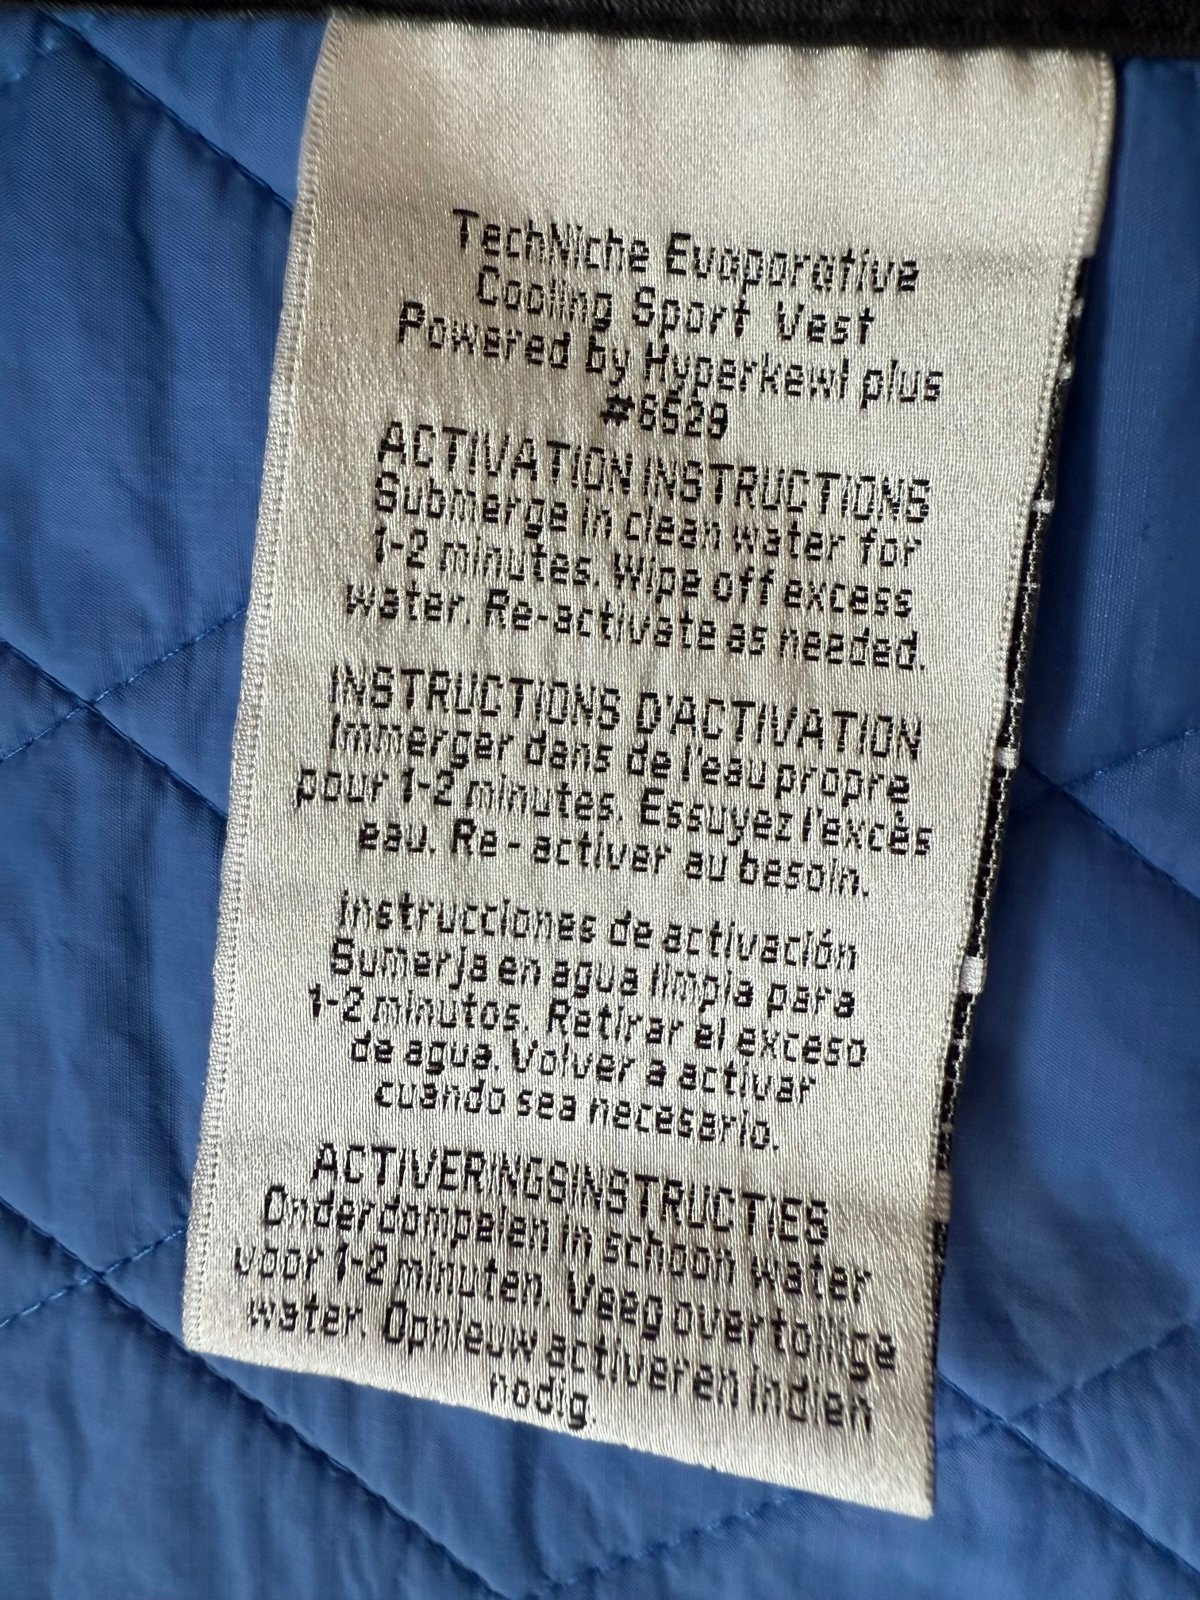 TechNiche Evaporative
Cooling Sport Vest
Powered by Hyperkewl plus
#6529
ACTIVATION INSTRUCTIONS
Submerge in clean water for
1-2 minutes. Wipe off excess
water. Re-activate as needed.
INSTRUCTIONS D'ACTIVATION
Immerger dans de l'eau propre
pour 1-2 minutes. Essuyez l'excès
eau. Re - activer au besoin.
instrucciones de activación
Sumerja en agua limpia para
1-2 minutos. Retirar el exceso
de agua. Volver a activar
cuando sea necesario.
ACTIVERINGSINSTRUCTIES
Onderdompelen in schoon water
voor 1-2 minuten. Veeg overtollige
water. Opnieuw activeren indien
nodig.